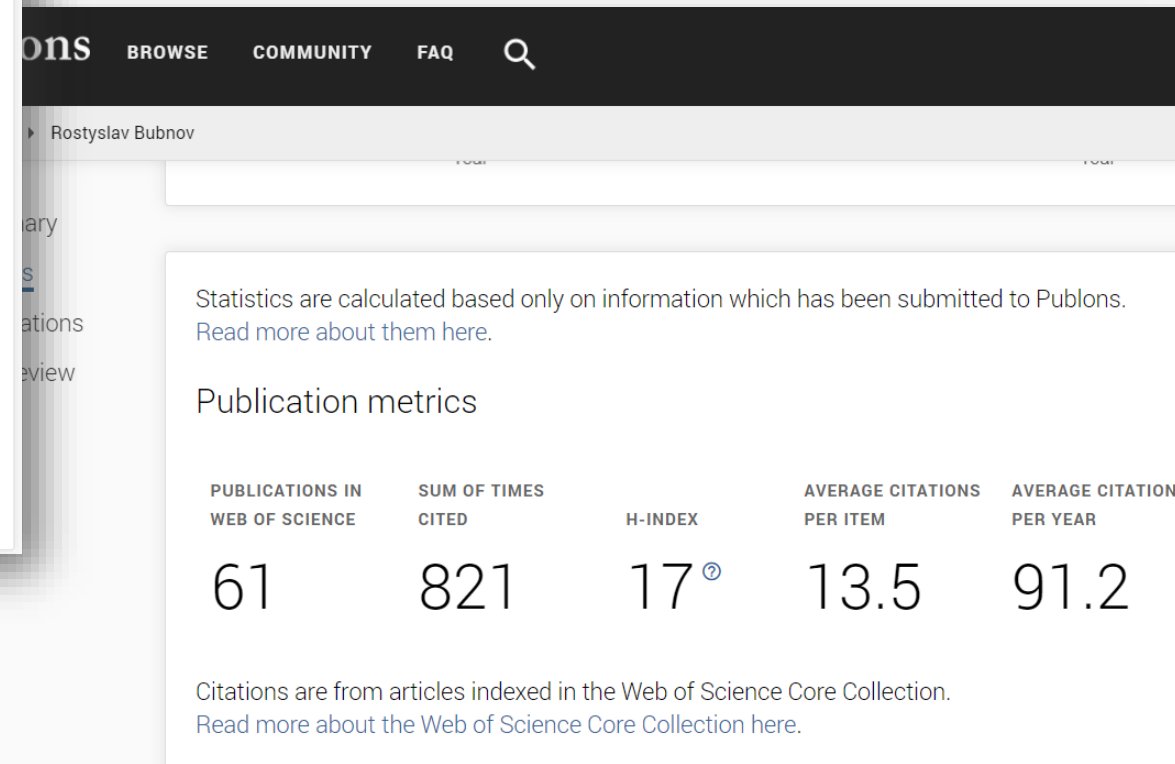 ons BROWSE COMMUNITY FAQ
Rostyslav Bubnov
ary
s
ations
eview
Statistics are calculated based only on information which has been submitted to Publons.
Read more about them here.
Publication metrics
PUBLICATIONS IN WEB OF SCIENCE
61
SUM OF TIMES CITED
821
H-INDEX
17
AVERAGE CITATIONS PER ITEM
13.5
AVERAGE CITATION PER YEAR
91.2
Citations are from articles indexed in the Web of Science Core Collection.
Read more about the Web of Science Core Collection here.